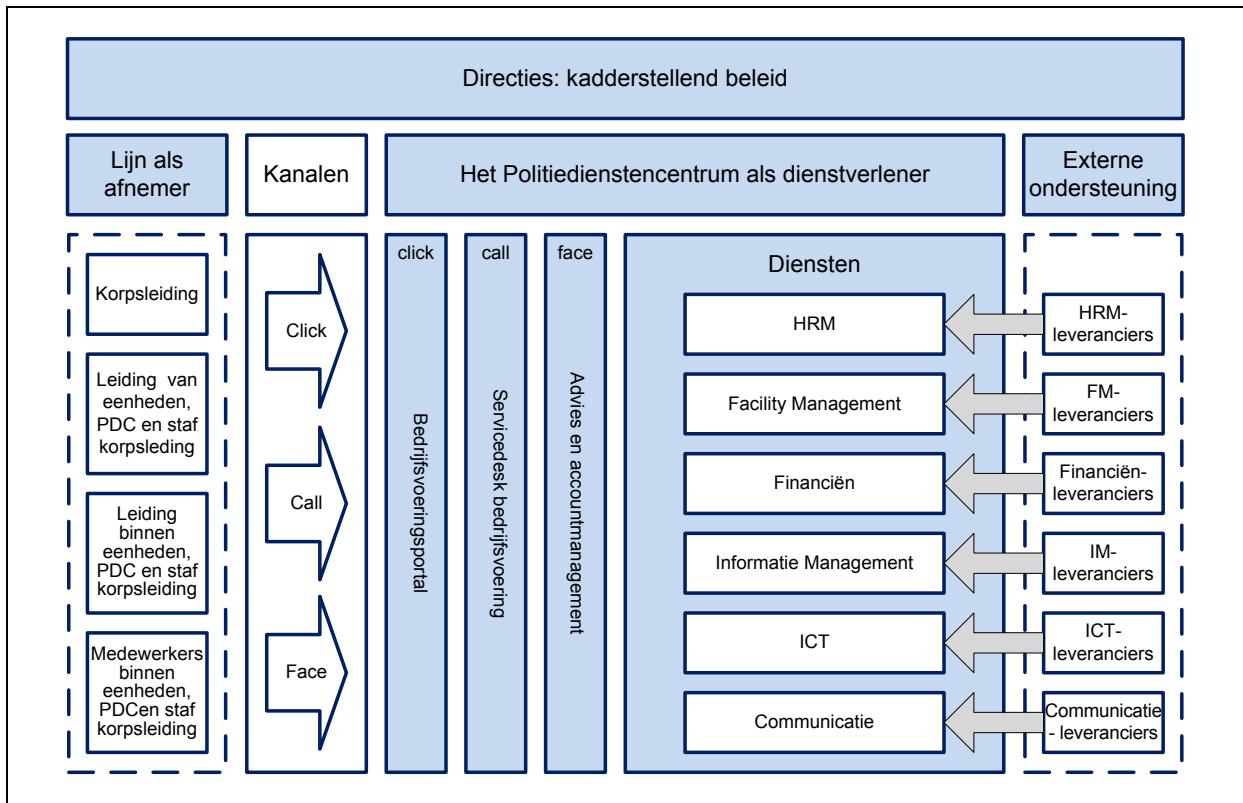 Directies: kadderstellend beleid
Lijn als
afnemer
Kanalen
Het Politiedienstencentrum als dienstverlener
Externe
ondersteuning
Korpsleiding
Leiding van
eenheden,
PDC en staf
korpsleding
Leiding
binnen
eenheden,
PDC en staf
korpsleiding
Medewerkers
binnen
eenheden,
PDCen staf
korpsleiding
Click
Call
Face
click
Bedrijfsvoeringsportal
call
Servicedesk bedrijfsvoering
face
Advies en accountmanagement
Diensten
HRM
Facility Management
Financiën
Informatie Management
ICT
Communicatie
HRM-
leveranciers
FM-
leveranciers
Financiën-
leveranciers
IM-
leveranciers
ICT-
leveranciers
Communicatie
- leveranciers